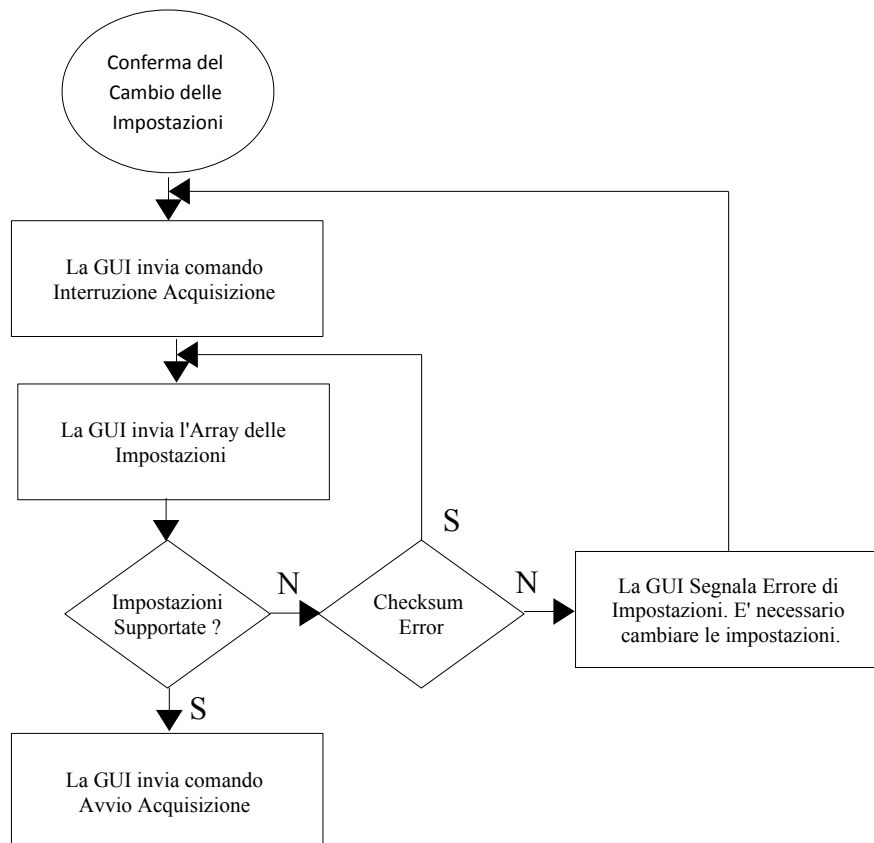 Conferma del
Cambio delle
Impostazioni
La GUI invia comando
Interruzione Acquisizione
La GUI invia l'Array delle
Impostazioni
S
N
Impostazioni
Supportate ?
Checksum
Error
N
La GUI Segnala Errore di
Impostazioni. E' necessario
cambiare le impostazioni.
S
La GUI invia comando
Avvio Acquisizione